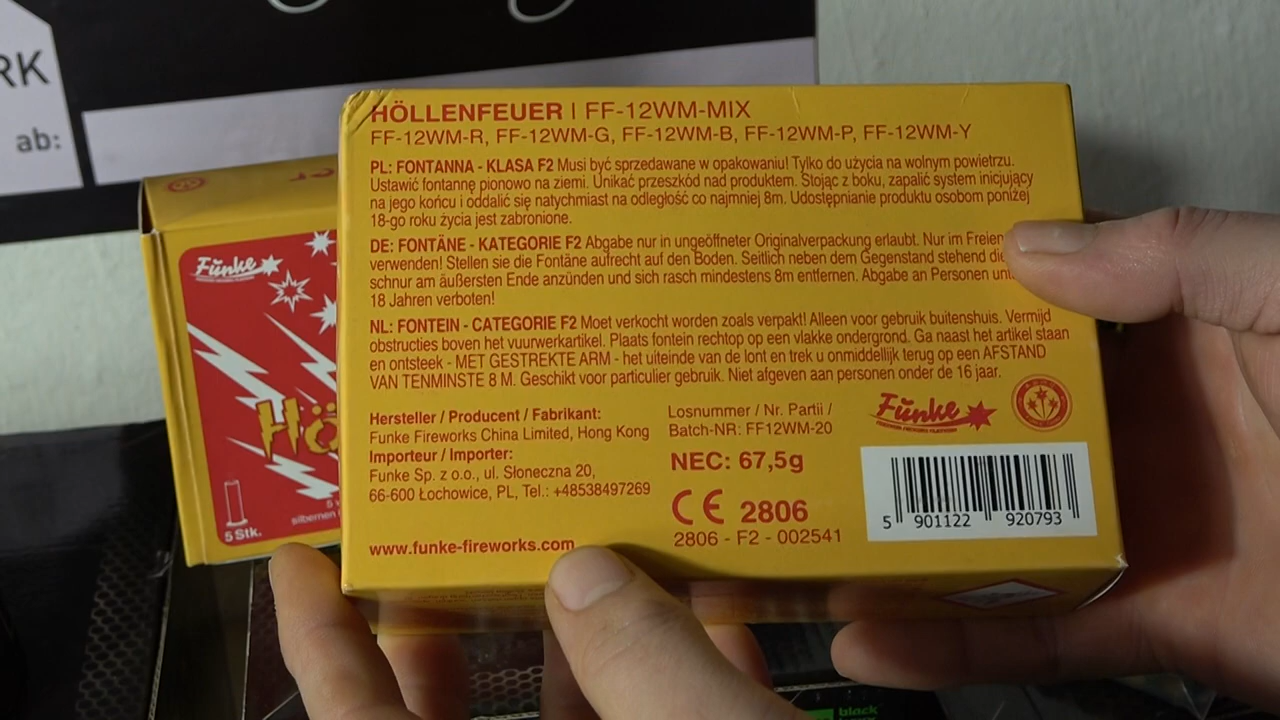 RK
ab:
HÖLLENFEUER | FF-12WM-MIX
FF-12WM-R, FF-12WM-G, FF-12WM-B, FF-12WM-P, FF-12WM-Y
PL: FONTANNA - KLASA F2 Musi być sprzedawane w opakowaniu! Tylko do użycia na wolnym powietrzu.
Ustawić fontannę pionowo na ziemi. Unikać przeszkód nad produktem. Stojąc z boku, zapalić system inicjujący
na jego końcu i oddalić się natychmiast na odległość co najmniej 8m. Udostępnianie produktu osobom poniżej
18-go roku życia jest zabronione.
DE: FONTÄNE - KATEGORIE F2 Abgabe nur in ungeöffneter Originalverpackung erlaubt. Nur im Freien
verwenden! Stellen sie die Fontäne aufrecht auf den Boden. Seitlich neben dem Gegenstand stehend die
schnur am äußersten Ende anzünden und sich rasch mindestens 8m entfernen. Abgabe an Personen unt
18 Jahren verboten!
NL: FONTEIN - CATEGORIE F2 Moet verkocht worden zoals verpakt! Alleen voor gebruik buitenshuis. Vermijd
obstructies boven het vuurwerkartikel. Plaats fontein rechtop op een vlakke ondergrond. Ga naast het artikel staan
en ontsteek - MET GESTREKTE ARM - het uiteinde van de lont en trek u onmiddellijk terug op een AFSTAND
VAN TENMINSTE 8 M. Geschikt voor particulier gebruik. Niet afgeven aan personen onder de 16 jaar.
Hersteller / Producent / Fabrikant:
Funke Fireworks China Limited, Hong Kong
Importeur / Importer:
Funke Sp. z o.o., ul. Słoneczna 20,
66-600 Łochowice, PL, Tel.: +48538497269
www.funke-fireworks.com
Losnummer / Nr. Partii /
Batch-NR: FF12WM-20
NEC: 67,5g
CE 2806
2806 - F2 - 002541
Funke
5 901122 920793
Funke
Hö
5
silbernen
5 Stk.
black